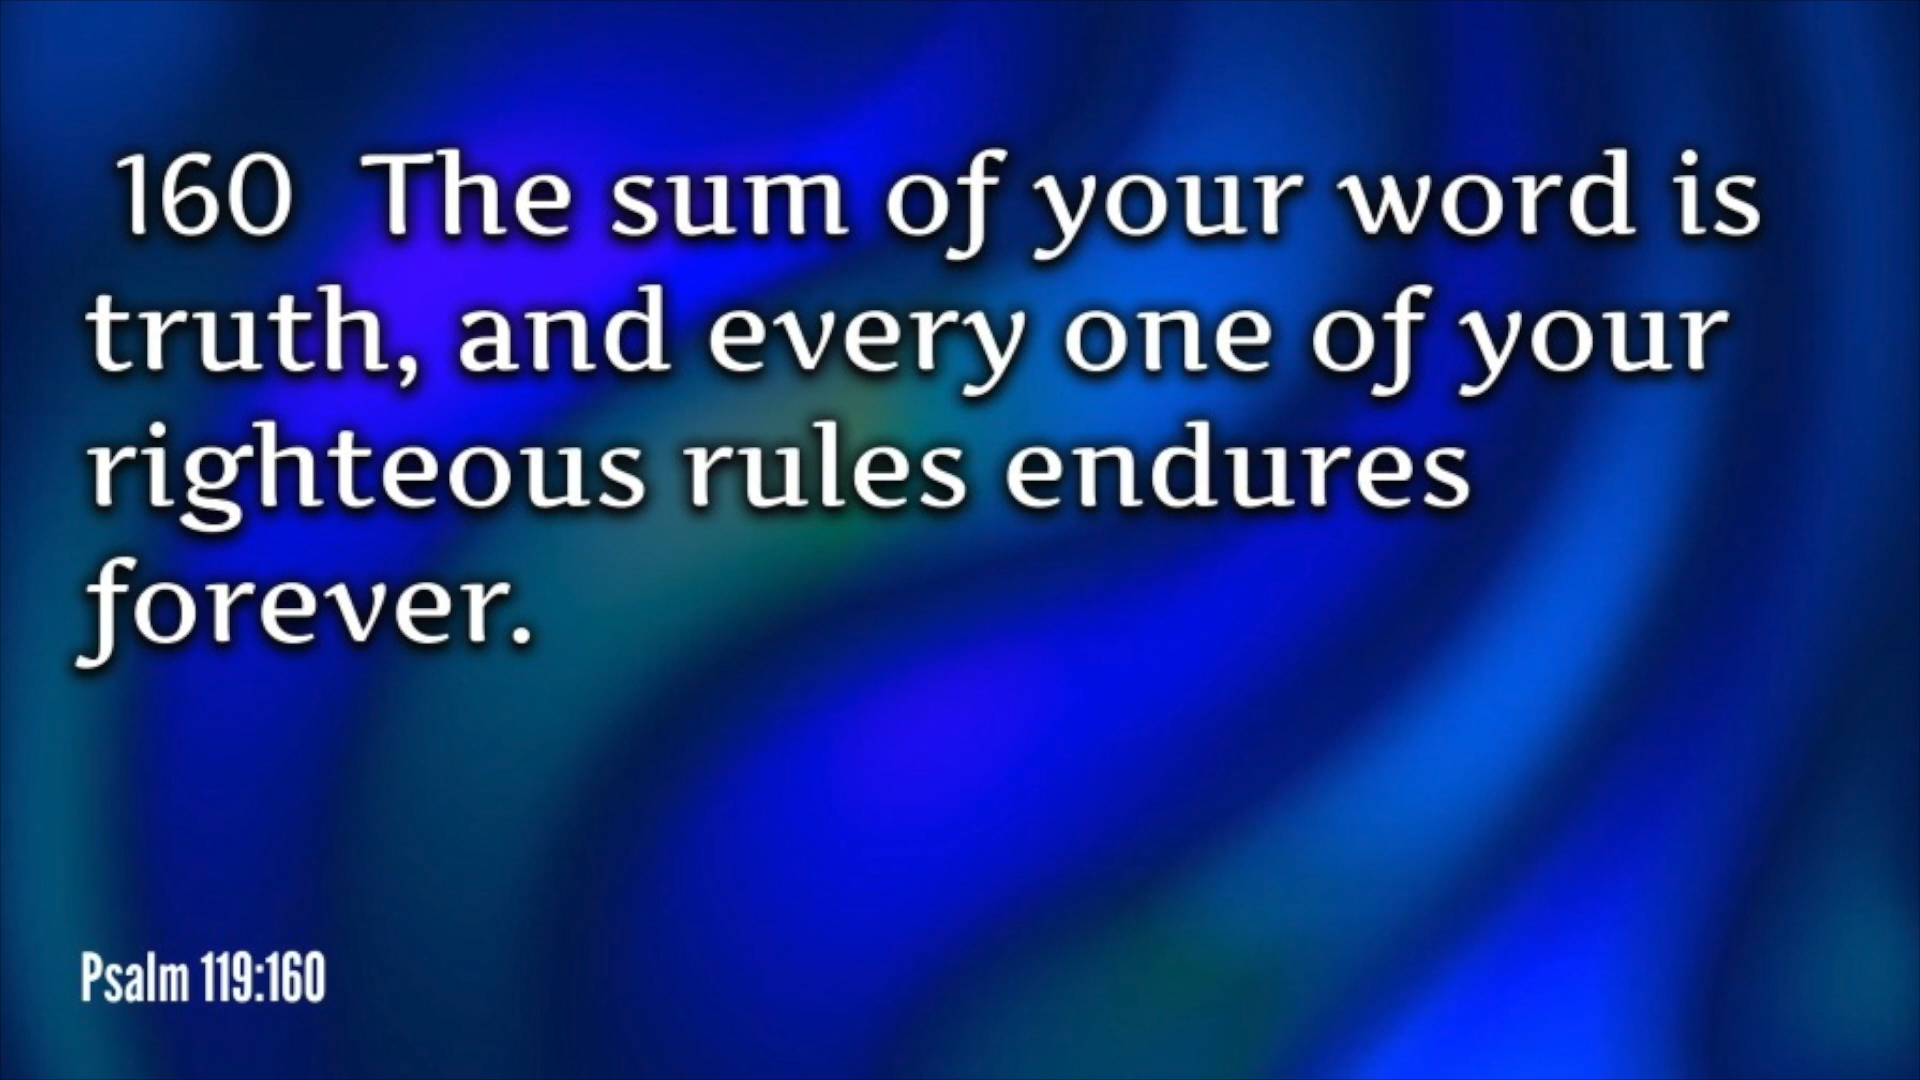 160 The sum of your word is
truth, and every one of your
righteous rules endures
forever.
Psalm 119:160